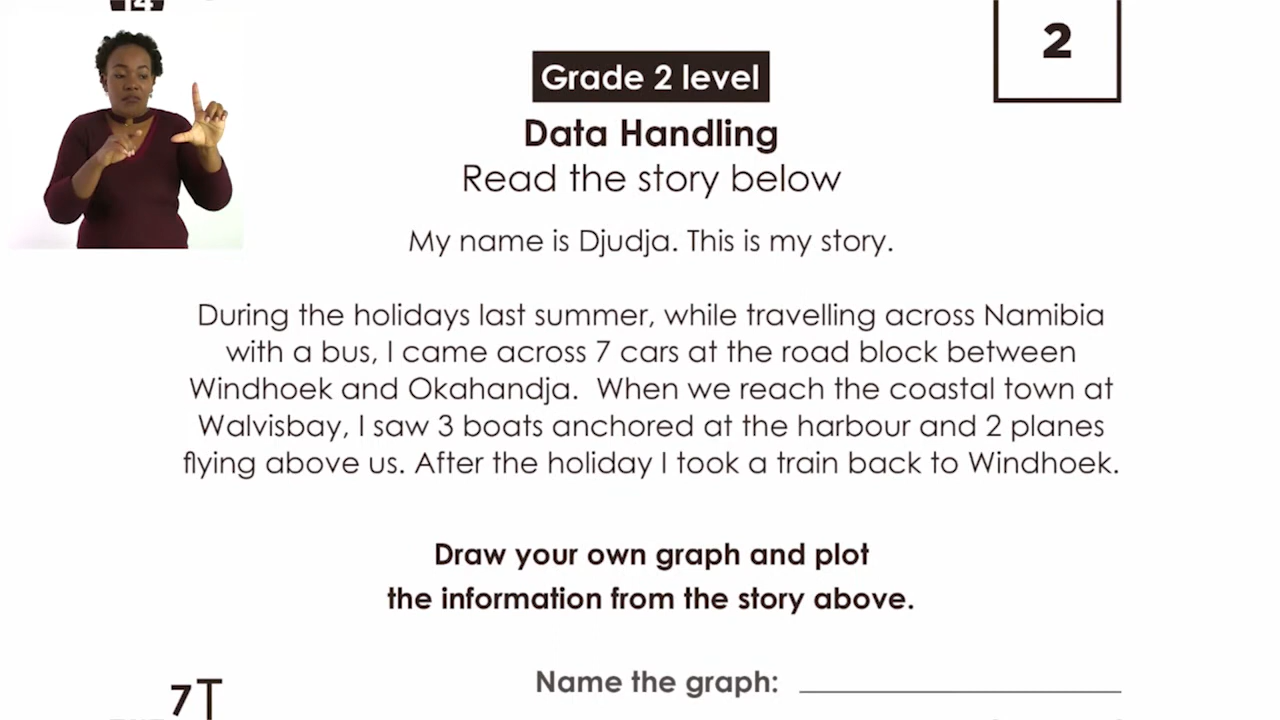 2
Grade 2 level
Data Handling
Read the story below
My name is Djudja. This is my story.
During the holidays last summer, while travelling across Namibia
with a bus, I came across 7 cars at the road block between
Windhoek and Okahandja. When we reach the coastal town at
Walvisbay, I saw 3 boats anchored at the harbour and 2 planes
flying above us. After the holiday I took a train back to Windhoek.
Draw your own graph and plot
the information from the story above.
Name the graph:
7